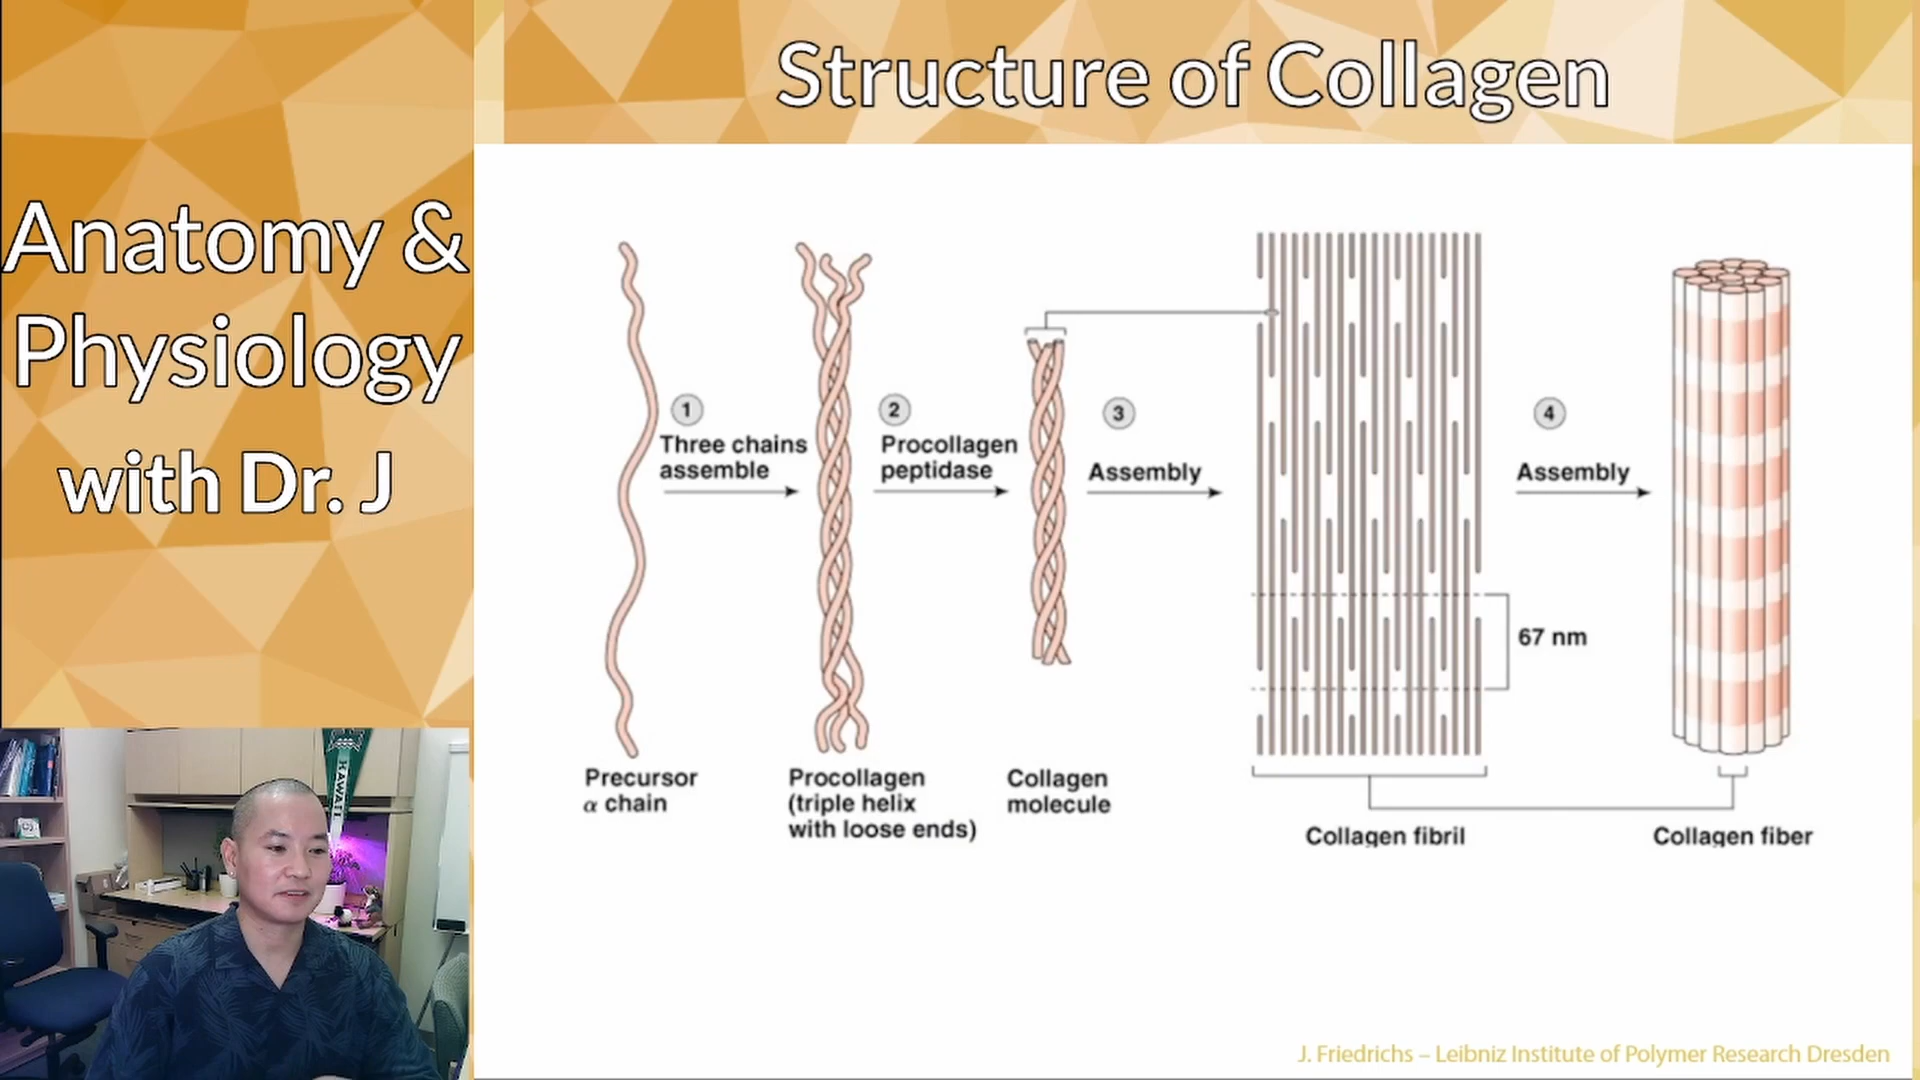 Structure of Collagen
Anatomy &
Physiology
with Dr. J
1
Three chains
assemble
2
Procollagen
peptidase
3
Assembly
4
Assembly
67 nm
Precursor
α chain
Procollagen
(triple helix
with loose ends)
Collagen
molecule
Collagen fibril
Collagen fiber
HAWAI'I
J. Friedrichs – Leibniz Institute of Polymer Research Dresden